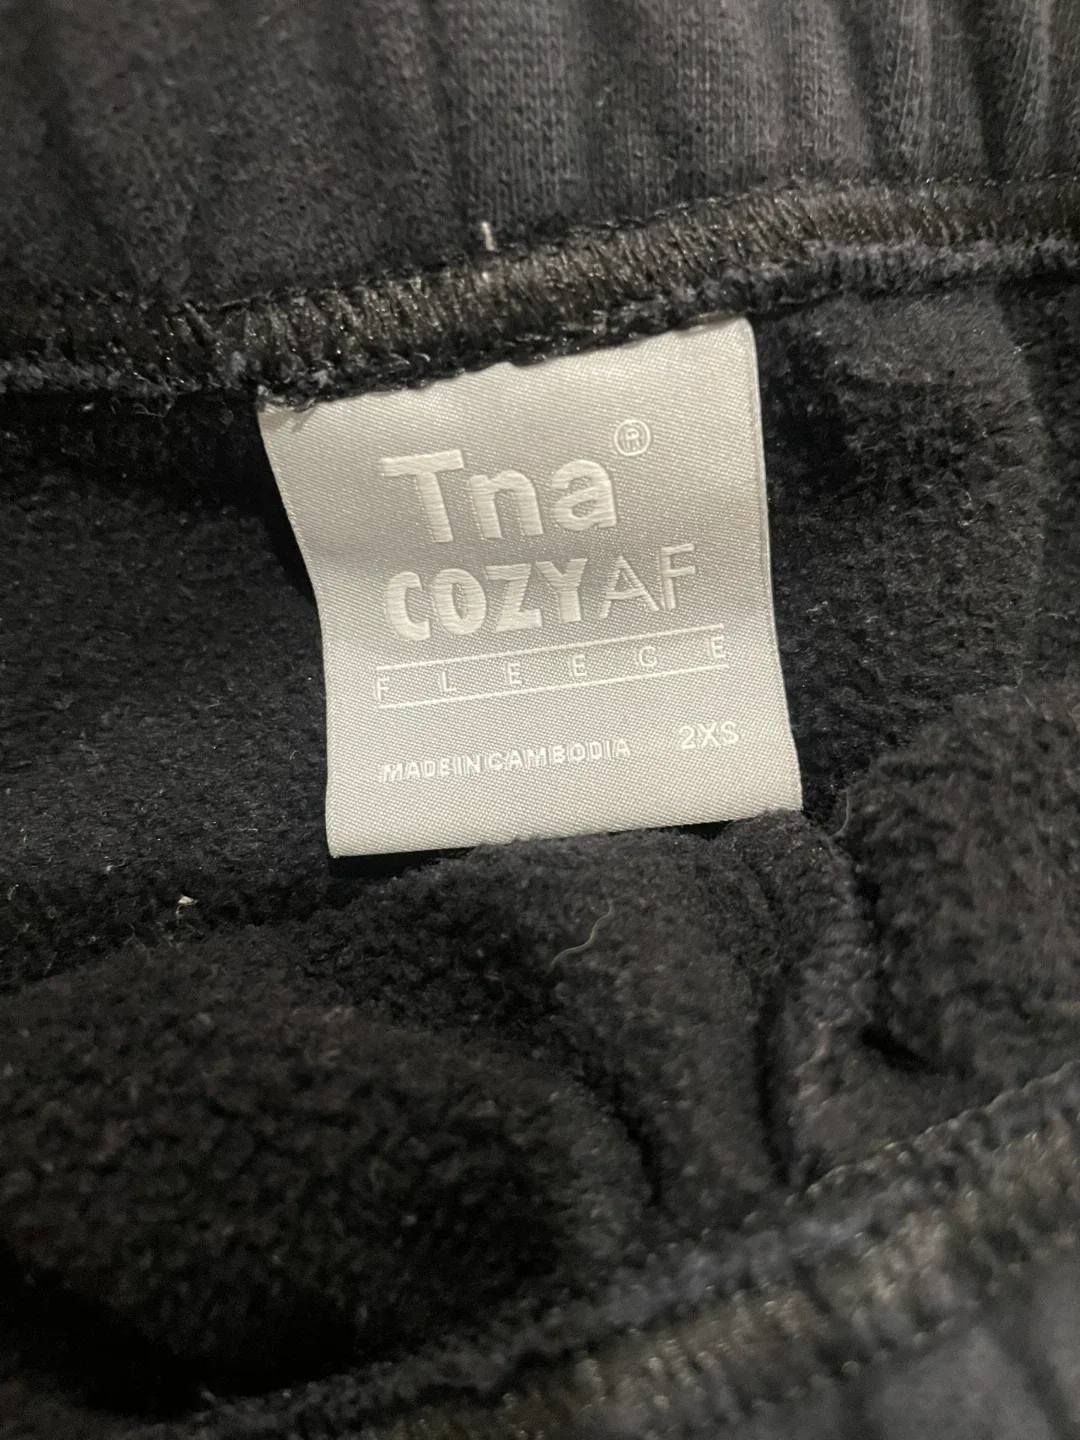 Tna®
COZYAF
FLEECE
MADE IN CAMBODIA 2XS